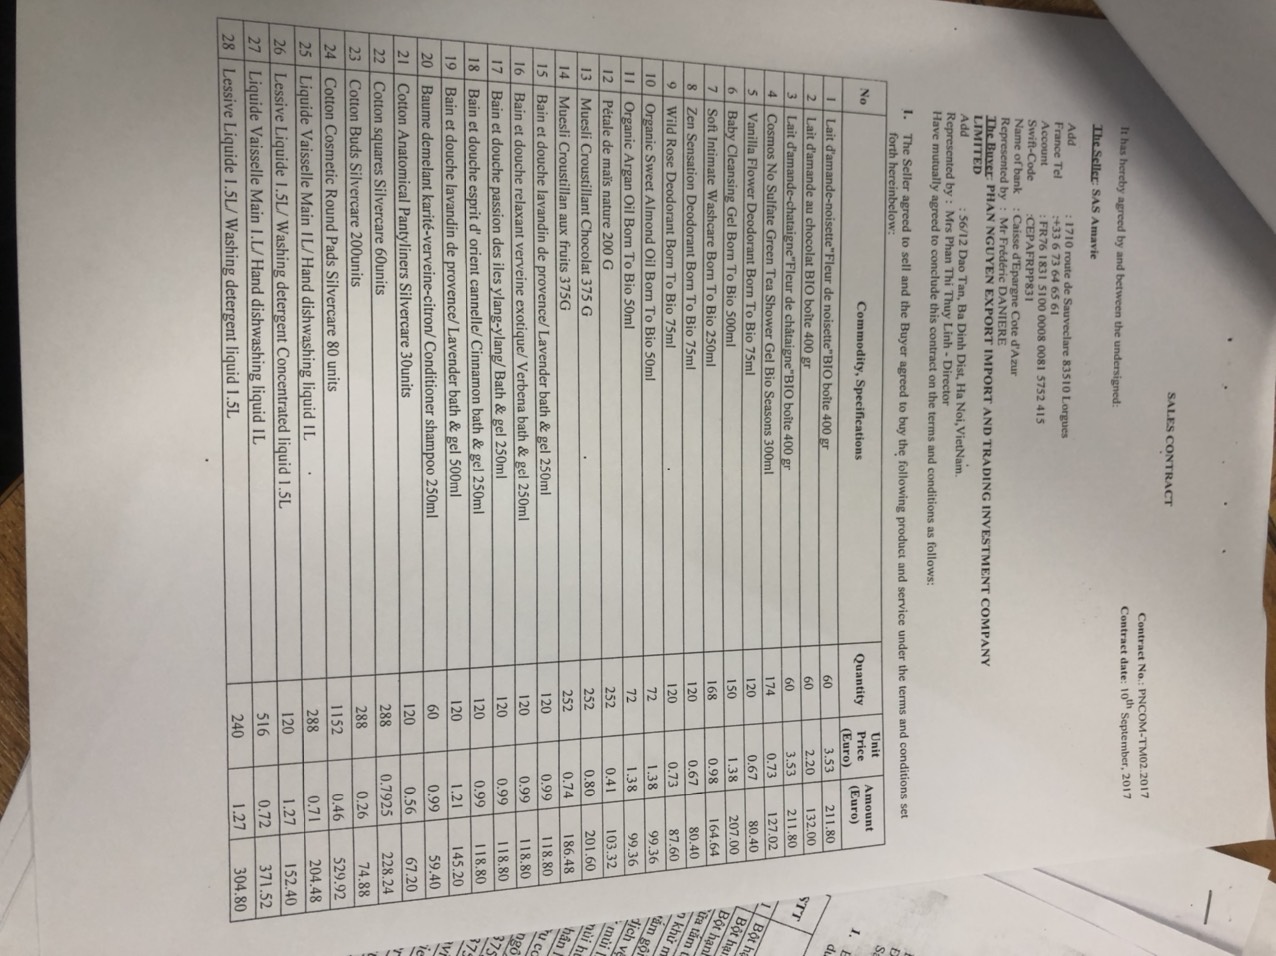 SALES CONTRACT
Contract No.: PNCOM-TM02.2017
Contract date: 10th September, 2017
It has hereby agreed by and between the undersigned:
The Seller: SAS Amavie
Add : 1710 route de Sauveclare 83510 Lorgues
France Tel :+33 6 73 64 65 61
Account : FR76 1831 5100 0008 0081 5752 415
Swift-Code :CEPAFRPP831
Name of bank : Caisse d'Epargne Cote d'Azur
Represented by : Mr Frédéric DANIERE
The Buyer: PHAN NGUYEN EXPORT IMPORT AND TRADING INVESTMENT COMPANY
LIMITED
Add : 56/12 Dao Tan, Ba Dinh Dist, Ha Noi, VietNam.
Represented by : Mrs Phan Thi Thuy Linh - Director
Have mutually agreed to conclude this contract on the terms and conditions as follows:
1. The Seller agreed to sell and the Buyer agreed to buy the following product and service under the terms and conditions set
forth hereinbelow:
No Commodity, Specifications Quantity Unit Price (Euro) Amount (Euro)
1 Lait d'amande-noisette"Fleur de noisette"BIO boîte 400 gr 60 3.53 211.80
2 Lait d'amande au chocolat BIO boîte 400 gr 60 2.20 132.00
3 Lait d'amande-chataigne"Fleur de châtaigne"BIO boîte 400 gr 60 3.53 211.80
4 Cosmos No Sulfate Green Tea Shower Gel Bio Seasons 300ml 174 0.73 127.02
5 Vanilla Flower Deodorant Born To Bio 75ml 120 0.67 80.40
6 Baby Cleansing Gel Born To Bio 500ml 150 1.38 207.00
7 Soft Intimate Washcare Born To Bio 250ml 168 0.98 164.64
8 Zen Sensation Deodorant Born To Bio 75ml 120 0.67 80.40
9 Wild Rose Deodorant Born To Bio 75ml 120 0.73 87.60
10 Organic Sweet Almond Oil Born To Bio 50ml 72 1.38 99.36
11 Organic Argan Oil Born To Bio 50ml 72 1.38 99.36
12 Pétale de maïs nature 200 G 252 0.41 103.32
13 Muesli Croustillant Chocolat 375 G 252 0.80 201.60
14 Muesli Croustillan aux fruits 375G 252 0.74 186.48
15 Bain et douche lavandin de provence/ Lavender bath & gel 250ml 120 0.99 118.80
16 Bain et douche relaxant verveine exotique/ Verbena bath & gel 250ml 120 0.99 118.80
17 Bain et douche passion des iles ylang-ylang/ Bath & gel 250ml 120 0.99 118.80
18 Bain et douche esprit d'orient cannelle/ Cinnamon bath & gel 250ml 120 0.99 118.80
19 Bain et douche lavandin de provence/ Lavender bath & gel 500ml 120 1.21 145.20
20 Baume demelant karité-verveine-citron/ Conditioner shampoo 250ml 60 0.99 59.40
21 Cotton Anatomical Pantyliners Silvercare 30units 120 0.56 67.20
22 Cotton squares Silvercare 60units 288 0.7925 228.24
23 Cotton Buds Silvercare 200units 288 0.26 74.88
24 Cotton Cosmetic Round Pads Silvercare 80 units 1152 0.46 529.92
25 Liquide Vaisselle Main 1L/ Hand dishwashing liquid 1L 288 0.71 204.48
26 Lessive Liquide 1.5L/ Washing detergent Concentrated liquid 1.5L 120 1.27 152.40
27 Liquide Vaisselle Main 1.L/ Hand dishwashing liquid 1L 516 0.72 371.52
28 Lessive Liquide 1.5L/ Washing detergent liquid 1.5L 240 1.27 304.80
STT